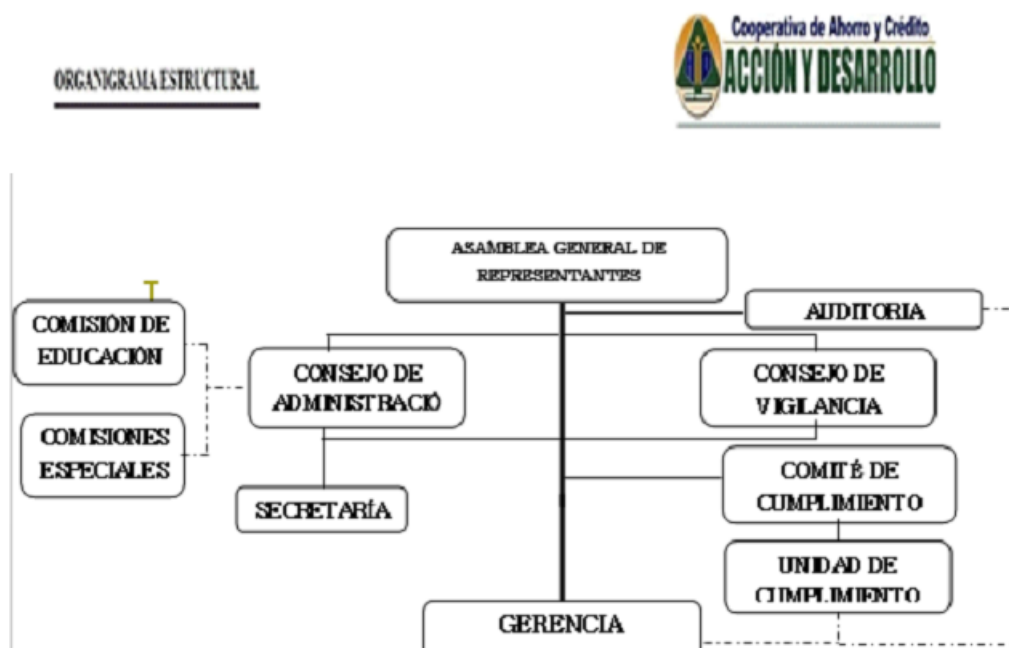 Cooperativa de Ahorro y Crédito
ACCIÓN Y DESARROLLO
ORGANIGRAMA ESTRUCTURAL
ASAMBLEA GENERAL DE
REPRESENTANTES
AUDITORIA
COMISIÓN DE
EDUCACIÓN
CONSEJO DE
ADMINISTRACIÓ
CONSEJO DE
VIGILANCIA
COMISIONES
ESPECIALES
SECRETARÍA
COMITÉ DE
CUMPLIMIENTO
UNIDAD DE
CUMPLIMIENTO
GERENCIA